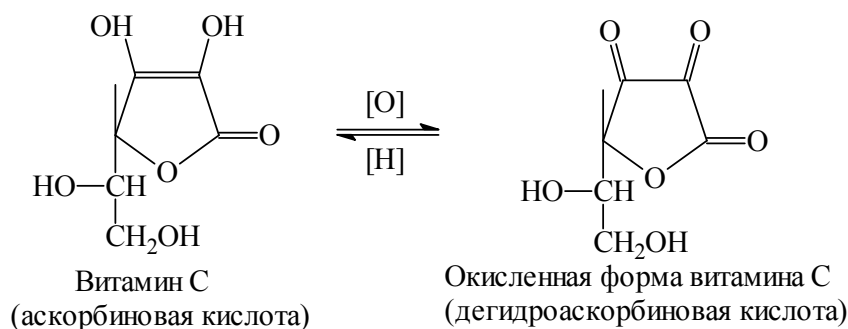 OH OH
O
O
HO CH
CH₂OH
[O]
[H]
O O
O
O
HO CH
CH₂OH
Витамин С
(аскорбиновая кислота)
Окисленная форма витамина С
(дегидроаскорбиновая кислота)